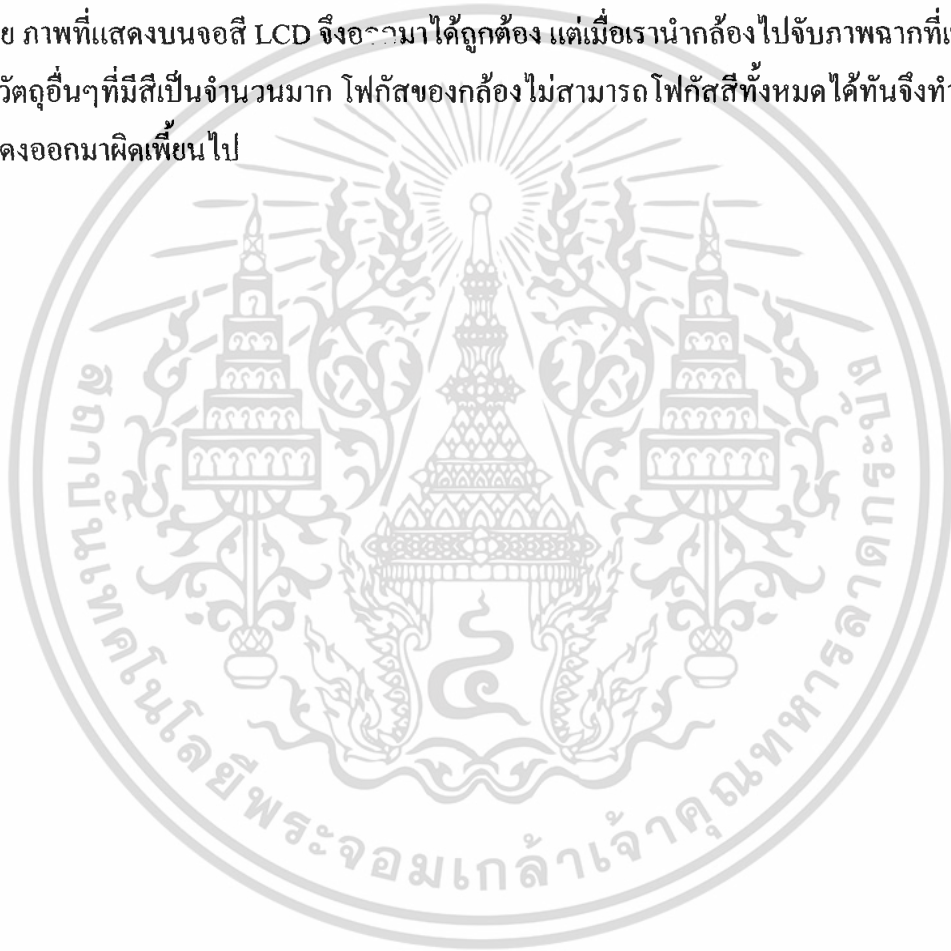 ย ภาพที่แสดงบนจอสี LCD จึงออกมาได้ถูกต้อง แต่เมื่อเรานำกล้องไปจับภาพฉากที่เ
วัตถุอื่นๆที่มีสีเป็นจำนวนมาก โฟกัสของกล้องไม่สามารถโฟกัสสีทั้งหมดได้ทันจึงทำ
ดงออกมาผิดเพี้ยนไป
สถาบันเทคโนโลยีพระจอมเกล้าเจ้าคุณทหารลาดกระบัง
๔